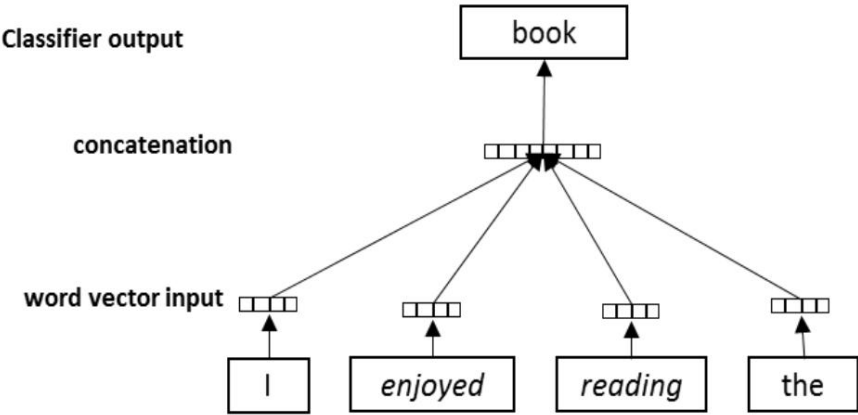 Classifier output
book
concatenation
word vector input
I
enjoyed
reading
the